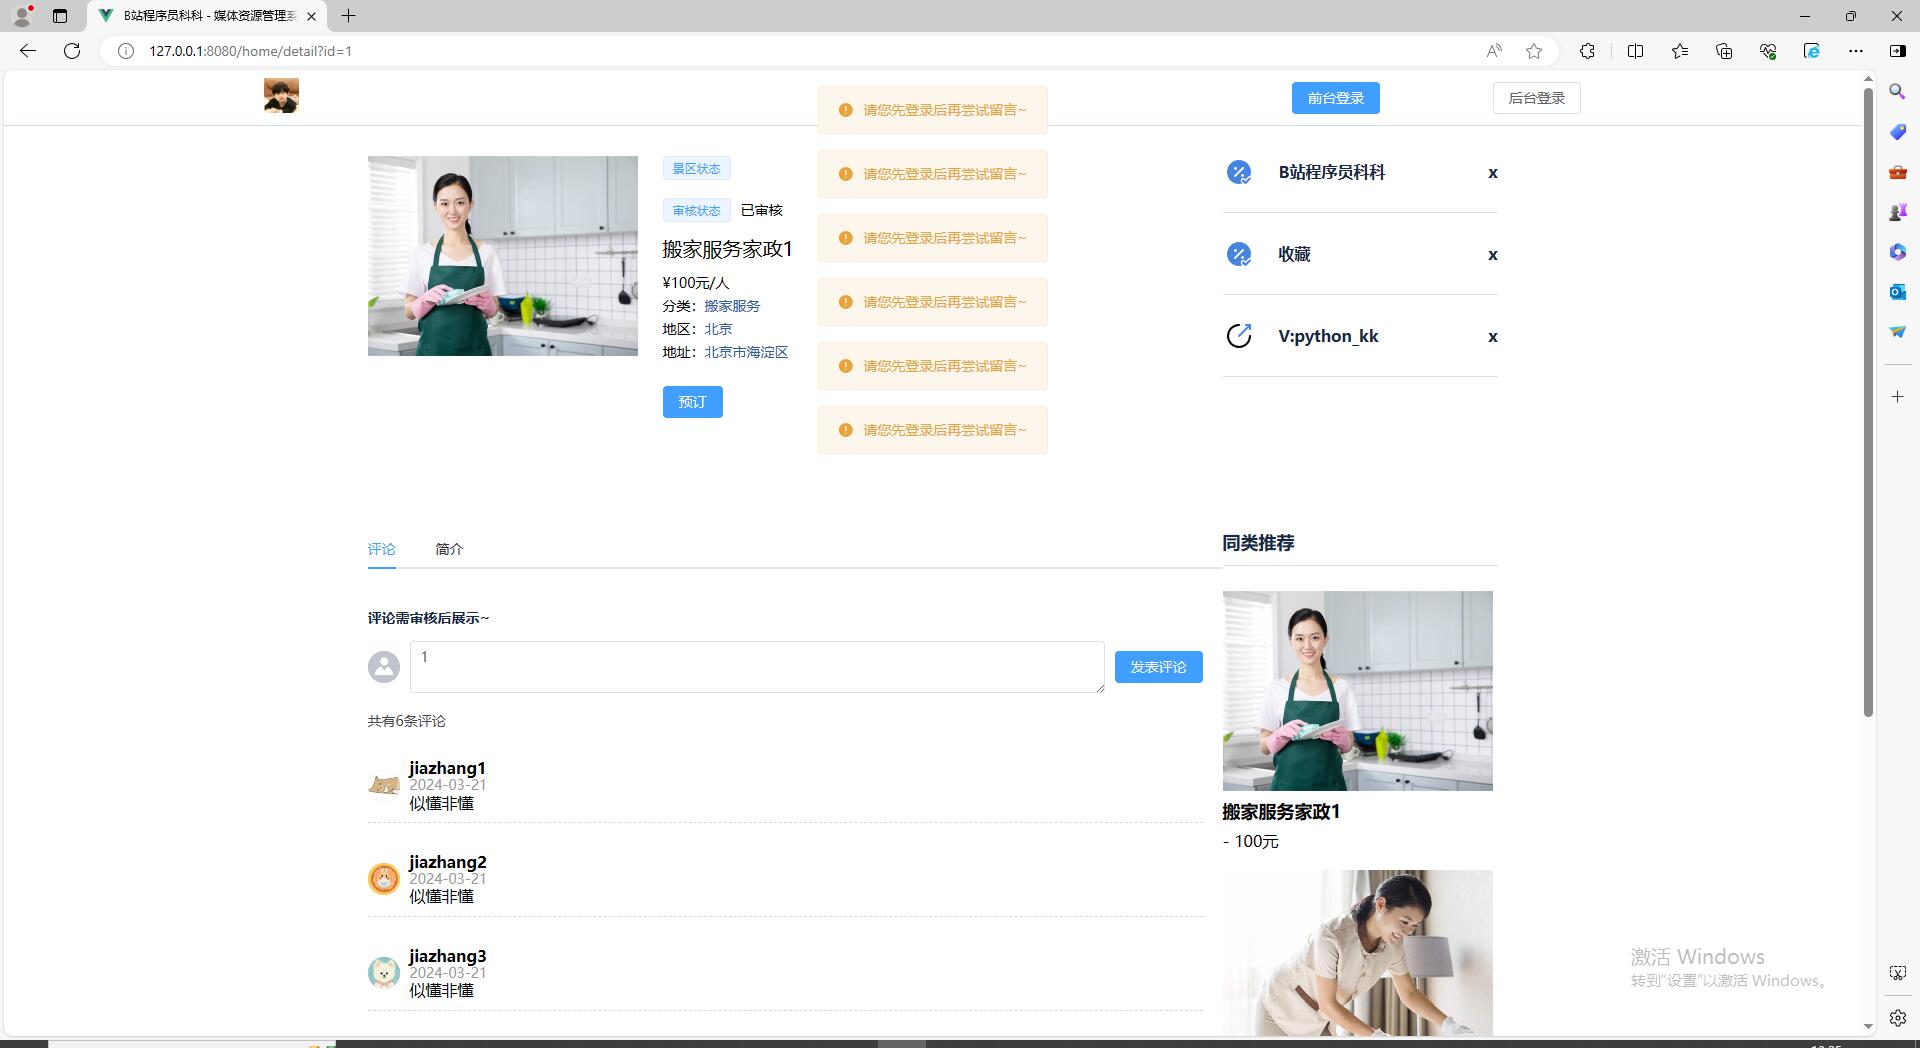 B站程序员科科 - 媒体资源管理系
127.0.0.1:8080/home/detail?id=1
前台登录
后台登录
请您先登录后再尝试留言~
请您先登录后再尝试留言~
请您先登录后再尝试留言~
请您先登录后再尝试留言~
请您先登录后再尝试留言~
请您先登录后再尝试留言~
景区状态
审核状态 已审核
搬家服务家政1
¥100元/人
分类：搬家服务
地区：北京
地址：北京市海淀区
预订
B站程序员科科 x
收藏 x
V:python_kk x
评论 简介
评论需审核后展示~
1
发表评论
共有6条评论
jiazhang1
2024-03-21
似懂非懂
jiazhang2
2024-03-21
似懂非懂
jiazhang3
2024-03-21
似懂非懂
同类推荐
搬家服务家政1
- 100元
激活 Windows
转到"设置"以激活 Windows。